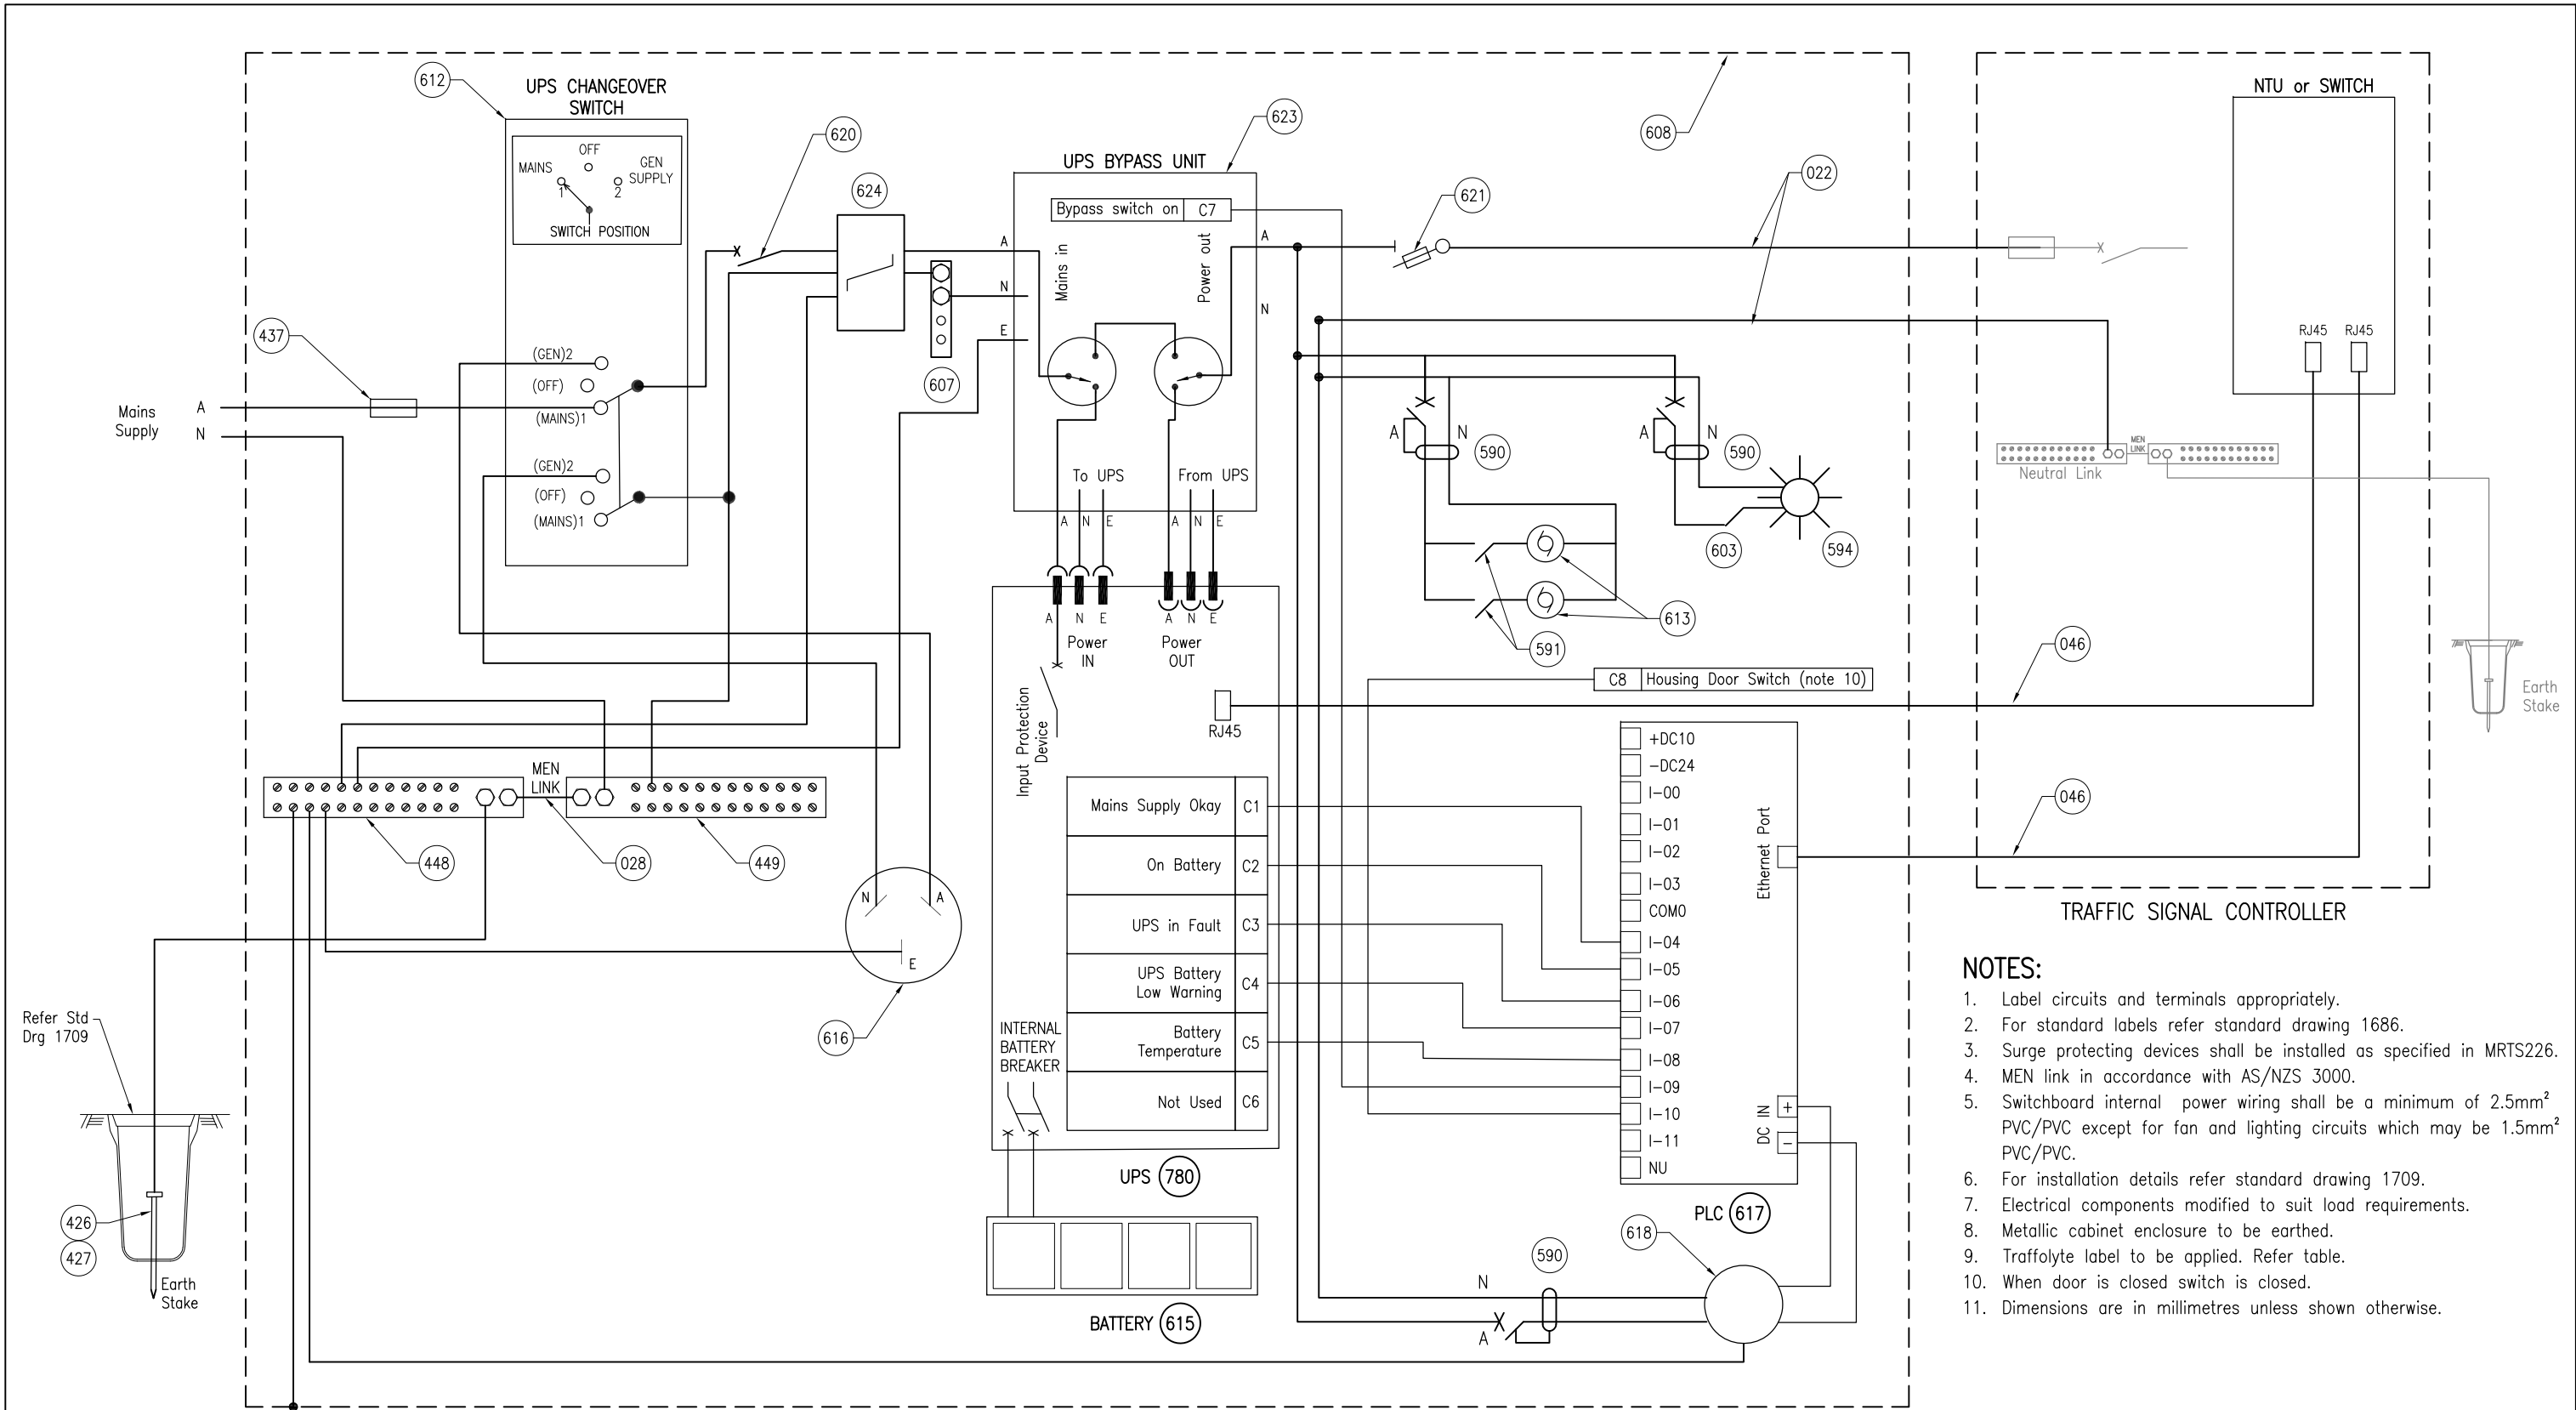 612
UPS CHANGEOVER
SWITCH
OFF
MAINS
GEN
SUPPLY
1
2
SWITCH POSITION
620
624
UPS BYPASS UNIT
623
608
NTU or SWITCH
Bypass switch on C7
621
022
A
Mains in
Power out
A
N
N
E
437
607
RJ45 RJ45
(GEN)2
(OFF)
(MAINS)1
Mains
Supply
A
N
(GEN)2
(OFF)
(MAINS)1
To UPS
From UPS
A N E
A N E
A N
590
A N
590
603
594
MEN
LINK
Neutral Link
A N E
Power
IN
A N E
Power
OUT
613
591
C8 Housing Door Switch (note 10)
046
Earth
Stake
Input Protection
Device
RJ45
MEN
LINK
448
028
449
N
A
E
616
Mains Supply Okay C1
On Battery C2
UPS in Fault C3
UPS Battery
Low Warning C4
Battery
Temperature C5
Not Used C6
INTERNAL
BATTERY
BREAKER
UPS 780
BATTERY 615
+DC10
-DC24
I-00
I-01
I-02
I-03
COM0
I-04
I-05
I-06
I-07
I-08
I-09
I-10
I-11
NU
Ethernet Port
046
DC IN
+
−
PLC 617
618
590
N
A
Refer Std
Drg 1709
426
427
Earth
Stake
TRAFFIC SIGNAL CONTROLLER
NOTES:
1. Label circuits and terminals appropriately.
2. For standard labels refer standard drawing 1686.
3. Surge protecting devices shall be installed as specified in MRTS226.
4. MEN link in accordance with AS/NZS 3000.
5. Switchboard internal power wiring shall be a minimum of 2.5mm²
PVC/PVC except for fan and lighting circuits which may be 1.5mm²
PVC/PVC.
6. For installation details refer standard drawing 1709.
7. Electrical components modified to suit load requirements.
8. Metallic cabinet enclosure to be earthed.
9. Traffolyte label to be applied. Refer table.
10. When door is closed switch is closed.
11. Dimensions are in millimetres unless shown otherwise.